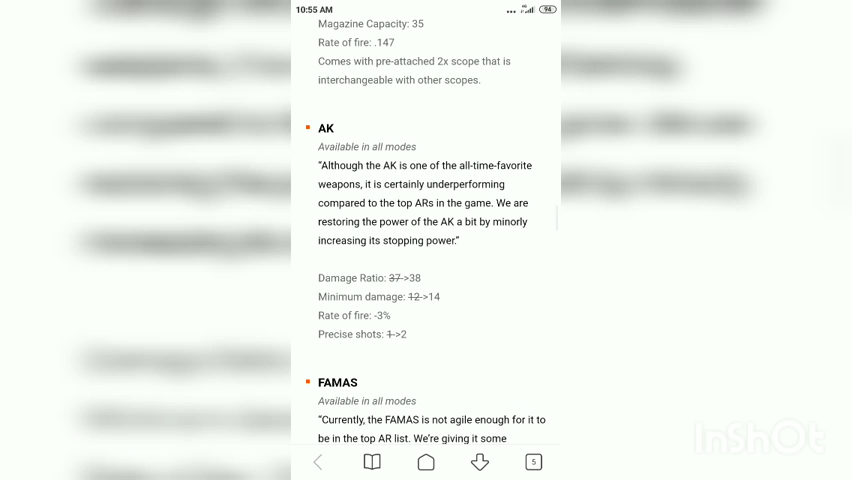 10:55 AM
94
Magazine Capacity: 35
Rate of fire: .147
Comes with pre-attached 2x scope that is
interchangeable with other scopes.
AK
Available in all modes
“Although the AK is one of the all-time-favorite
weapons, it is certainly underperforming
compared to the top ARs in the game. We are
restoring the power of the AK a bit by minorly
increasing its stopping power.”
Damage Ratio: 37->38
Minimum damage: 12->14
Rate of fire: -3%
Precise shots: 1->2
FAMAS
Available in all modes
“Currently, the FAMAS is not agile enough for it to
be in the top AR list. We’re giving it some
5
InShOt